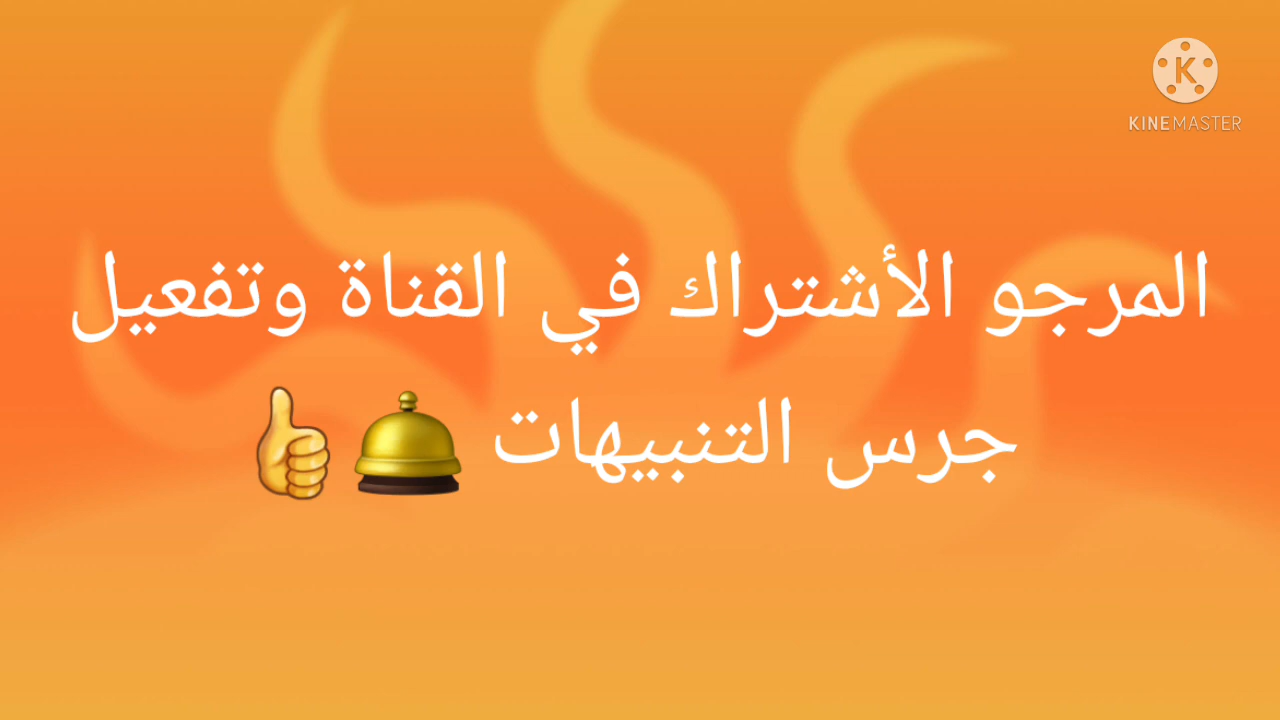 KINEMASTER
المرجو الأشتراك في القناة وتفعيل
جرس التنبيهات 🛎👍